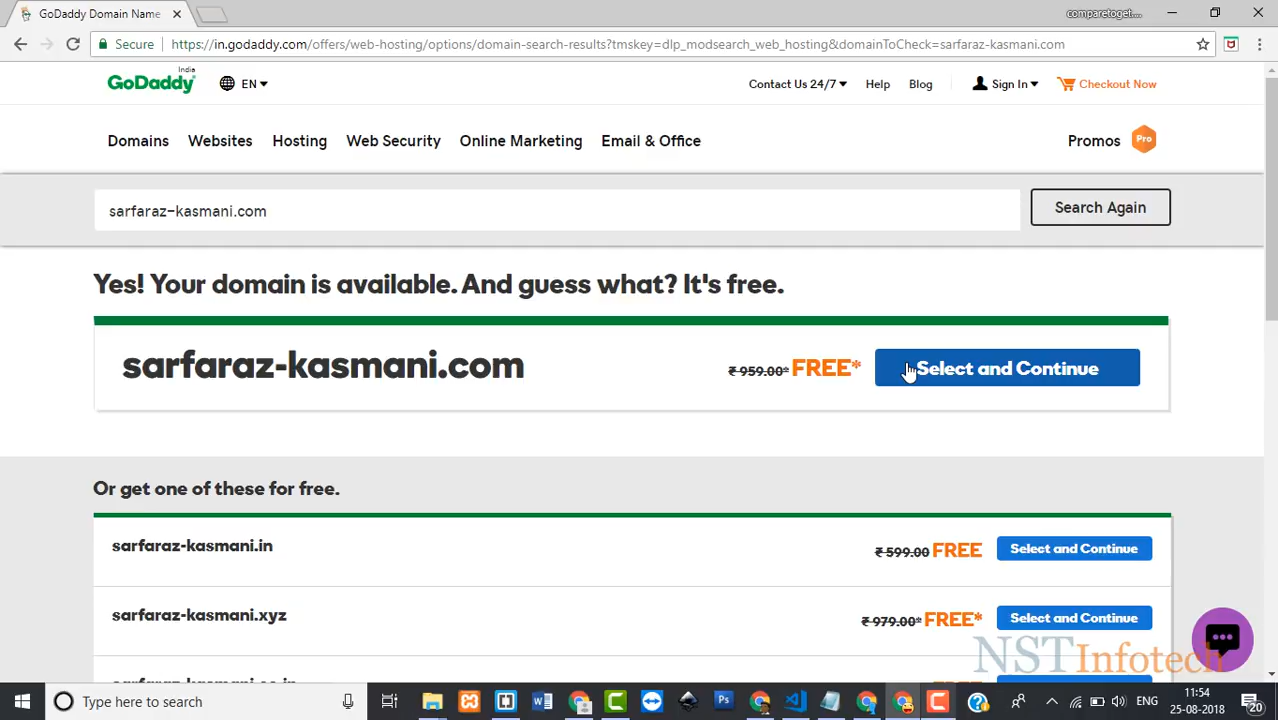 GoDaddy Domain Name
comparetoget...
Secure
https://in.godaddy.com/offers/web-hosting/options/domain-search-results?tmskey=dlp_modsearch_web_hosting&domainToCheck=sarfaraz-kasmani.com
India
GoDaddy
EN
Contact Us 24/7
Help
Blog
Sign In
Checkout Now
Domains
Websites
Hosting
Web Security
Online Marketing
Email & Office
Promos
Pro
sarfaraz-kasmani.com
Search Again
Yes! Your domain is available. And guess what? It's free.
sarfaraz-kasmani.com
₹ 959.00* FREE*
Select and Continue
Or get one of these for free.
sarfaraz-kasmani.in
₹ 599.00 FREE
Select and Continue
sarfaraz-kasmani.xyz
₹ 979.00* FREE*
Select and Continue
NSTInfotech
Type here to search
ENG
11:54
25-08-2018
20